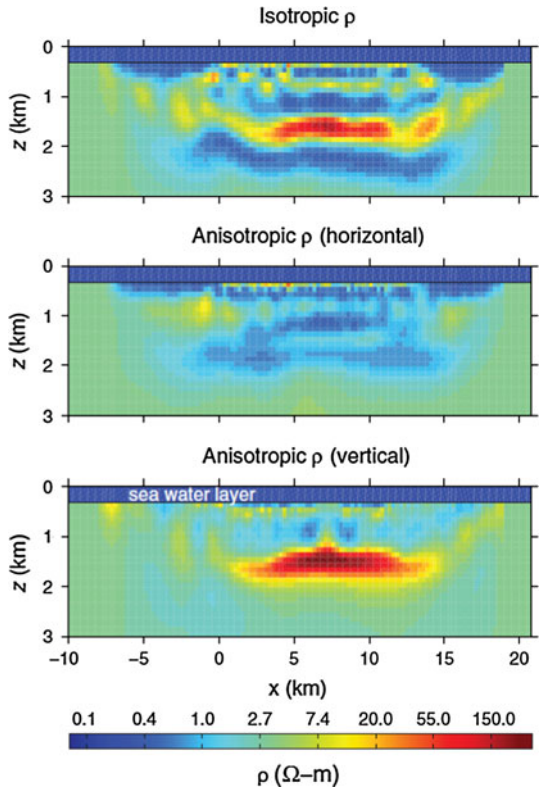 Isotropic ρ
0
1
2
3
z (km)
Anisotropic ρ (horizontal)
0
1
2
3
z (km)
Anisotropic ρ (vertical)
sea water layer
0
1
2
3
z (km)
-10 -5 0 5 10 15 20
x (km)
0.1 0.4 1.0 2.7 7.4 20.0 55.0 150.0
ρ (Ω–m)